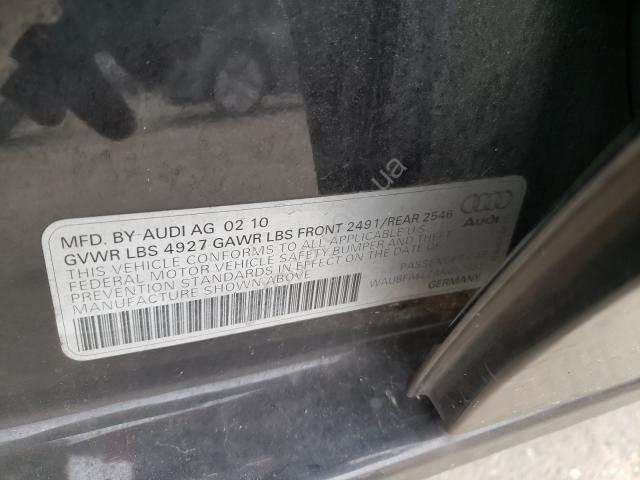 MFD. BY AUDI AG 02 10
GVWR LBS 4927 GAWR LBS FRONT 2491/REAR 2546
THIS VEHICLE CONFORMS TO ALL APPLICABLE U.S.
FEDERAL MOTOR VEHICLE SAFETY BUMPER AND THEFT
PREVENTION STANDARDS IN EFFECT ON THE DATE OF
MANUFACTURE SHOWN ABOVE
Audi
PASSENGER CAR
GERMANY